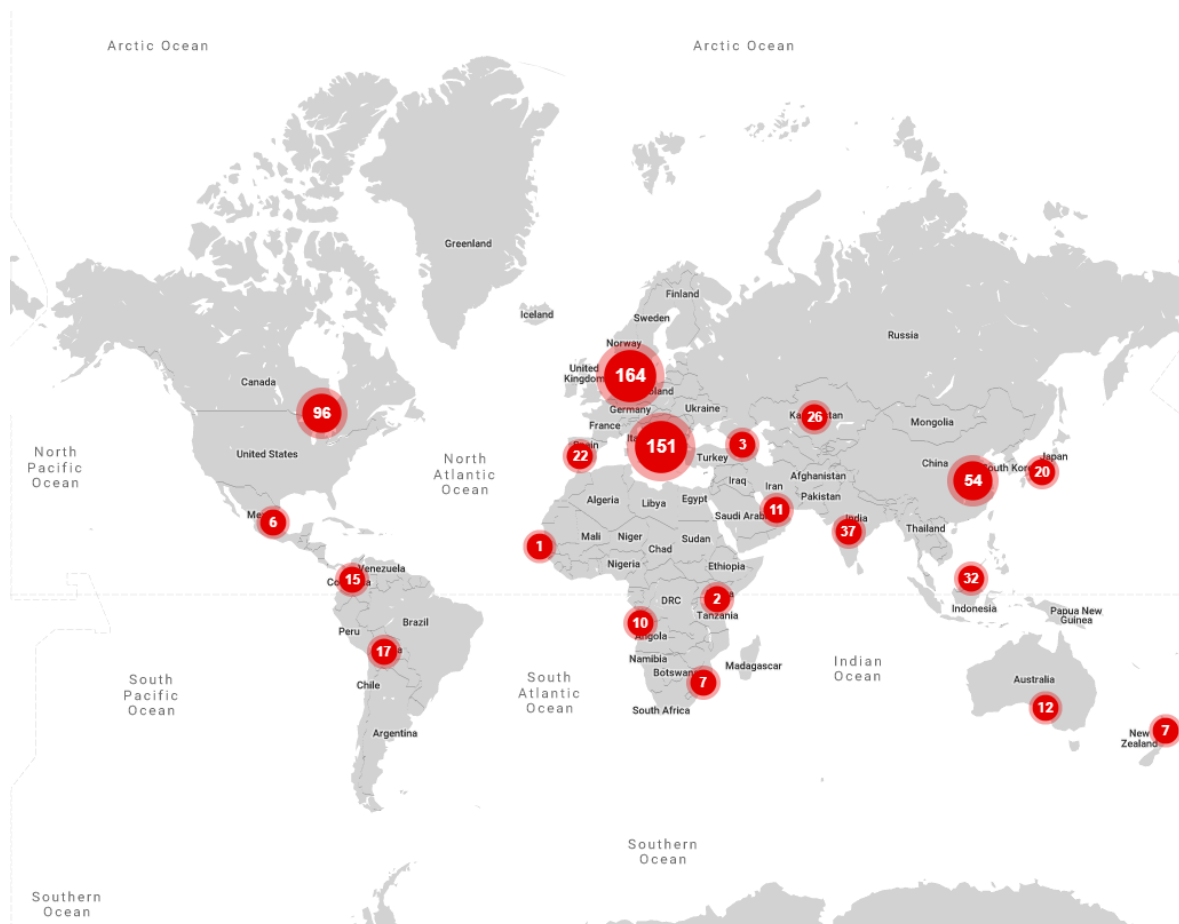 Arctic Ocean
Arctic Ocean
Greenland
Finland
Iceland
Sweden
Russia
Norway
United
Kingdom
164
Canada
Germany
Ukraine
96
26
Mongolia
France
151
3
United States
22
Turkey
China
Japan
North
Pacific
Ocean
North
Atlantic
Ocean
54
20
Iraq
Iran
Afghanistan
Pakistan
Algeria
Libya
Egypt
11
6
India
37
Thailand
1
Mali
Niger
Chad
Sudan
Nigeria
Ethiopia
Venezuela
15
32
DRC
2
Tanzania
Indonesia
Papua New
Guinea
Brazil
Peru
10
Angola
17
Namibia
Botswana
Madagascar
Indian
Ocean
Chile
7
South
Pacific
Ocean
South
Atlantic
Ocean
South Africa
Australia
12
Argentina
New
Zealand
7
Southern
Ocean
Southern
Ocean